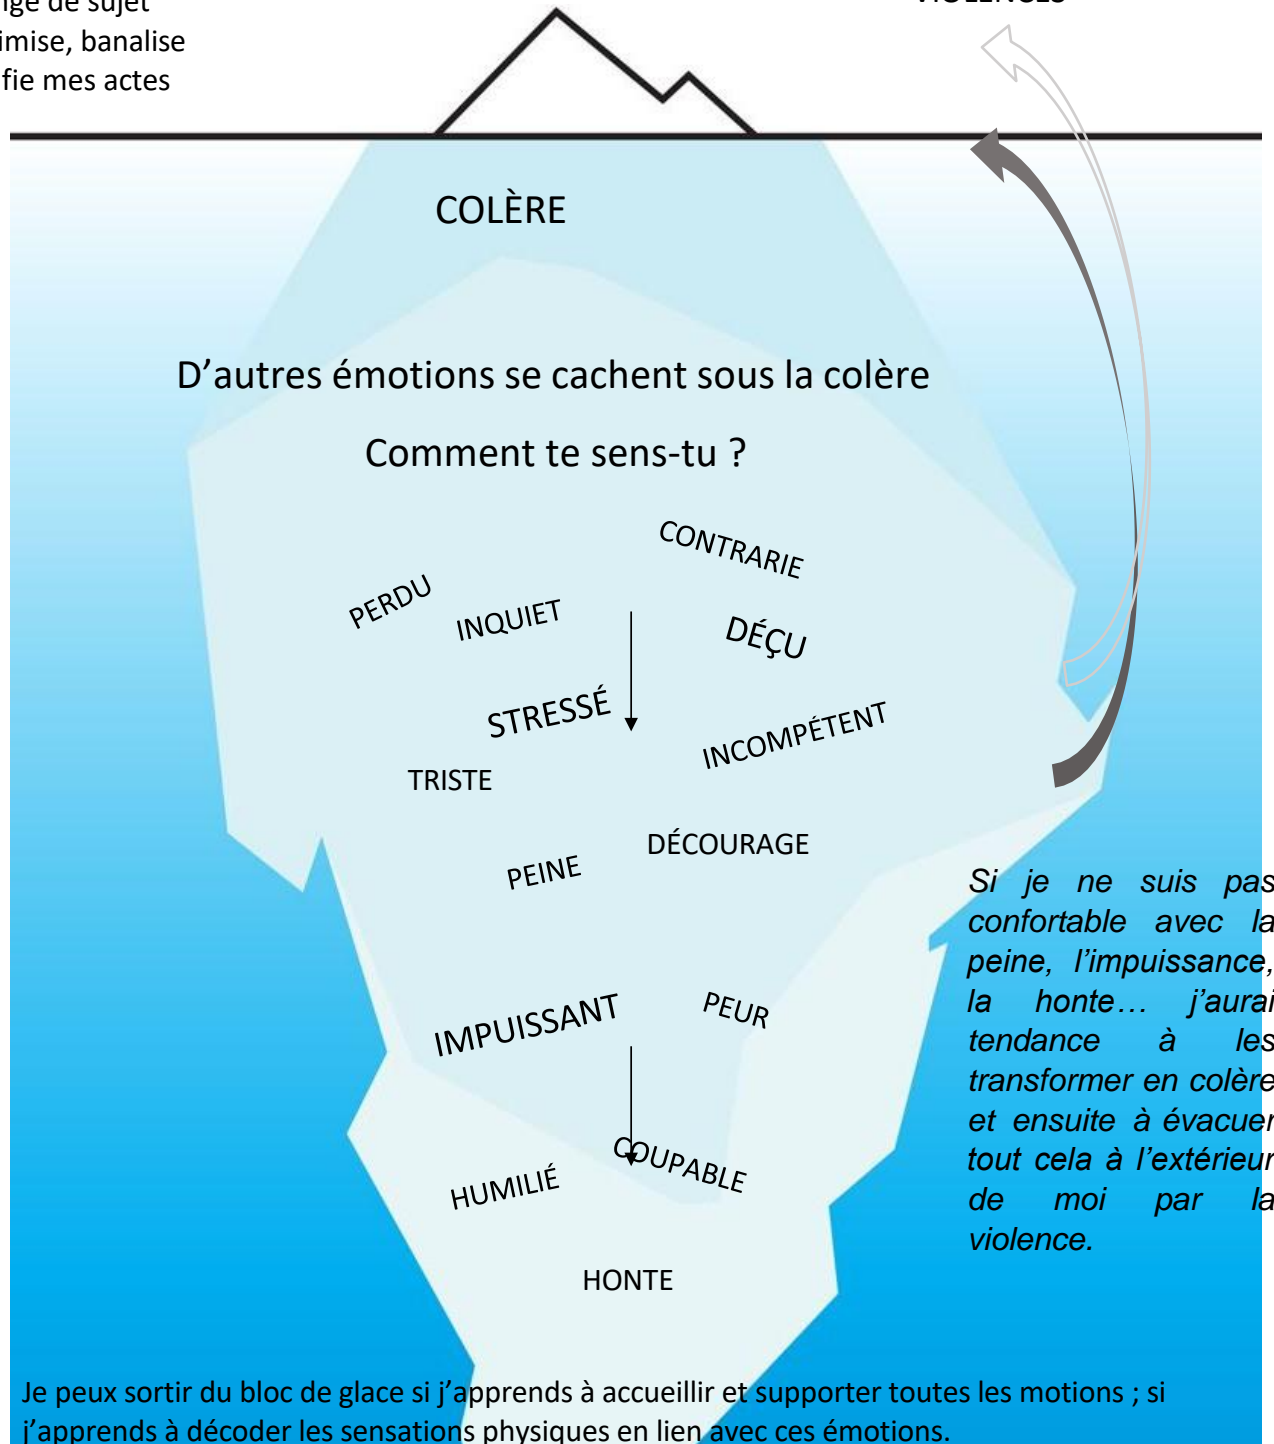 nge de sujet
VIOLENCES
imise, banalise
fie mes actes
COLÈRE
D’autres émotions se cachent sous la colère
Comment te sens-tu ?
CONTRARIE
PERDU
INQUIET
DÉÇU
STRESSÉ
INCOMPÉTENT
TRISTE
DÉCOURAGE
PEINE
Si je ne suis pas
confortable avec la
peine, l’impuissance,
la honte… j’aurai
tendance à les
transformer en colère
et ensuite à évacuer
tout cela à l’extérieur
de moi par la
violence.
IMPUISSANT
PEUR
COUPABLE
HUMILIÉ
HONTE
Je peux sortir du bloc de glace si j’apprends à accueillir et supporter toutes les motions ; si
j’apprends à décoder les sensations physiques en lien avec ces émotions.